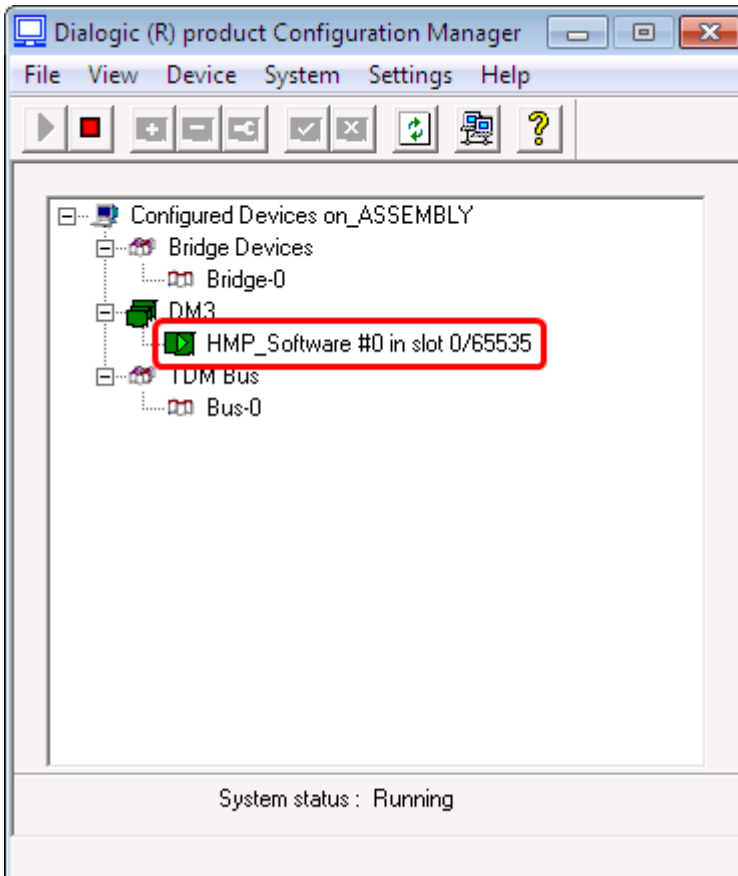 Dialogic (R) product Configuration Manager
File View Device System Settings Help
Configured Devices on_ASSEMBLY
Bridge Devices
Bridge-0
DM3
HMP_Software #0 in slot 0/65535
TDM Bus
Bus-0
System status : Running